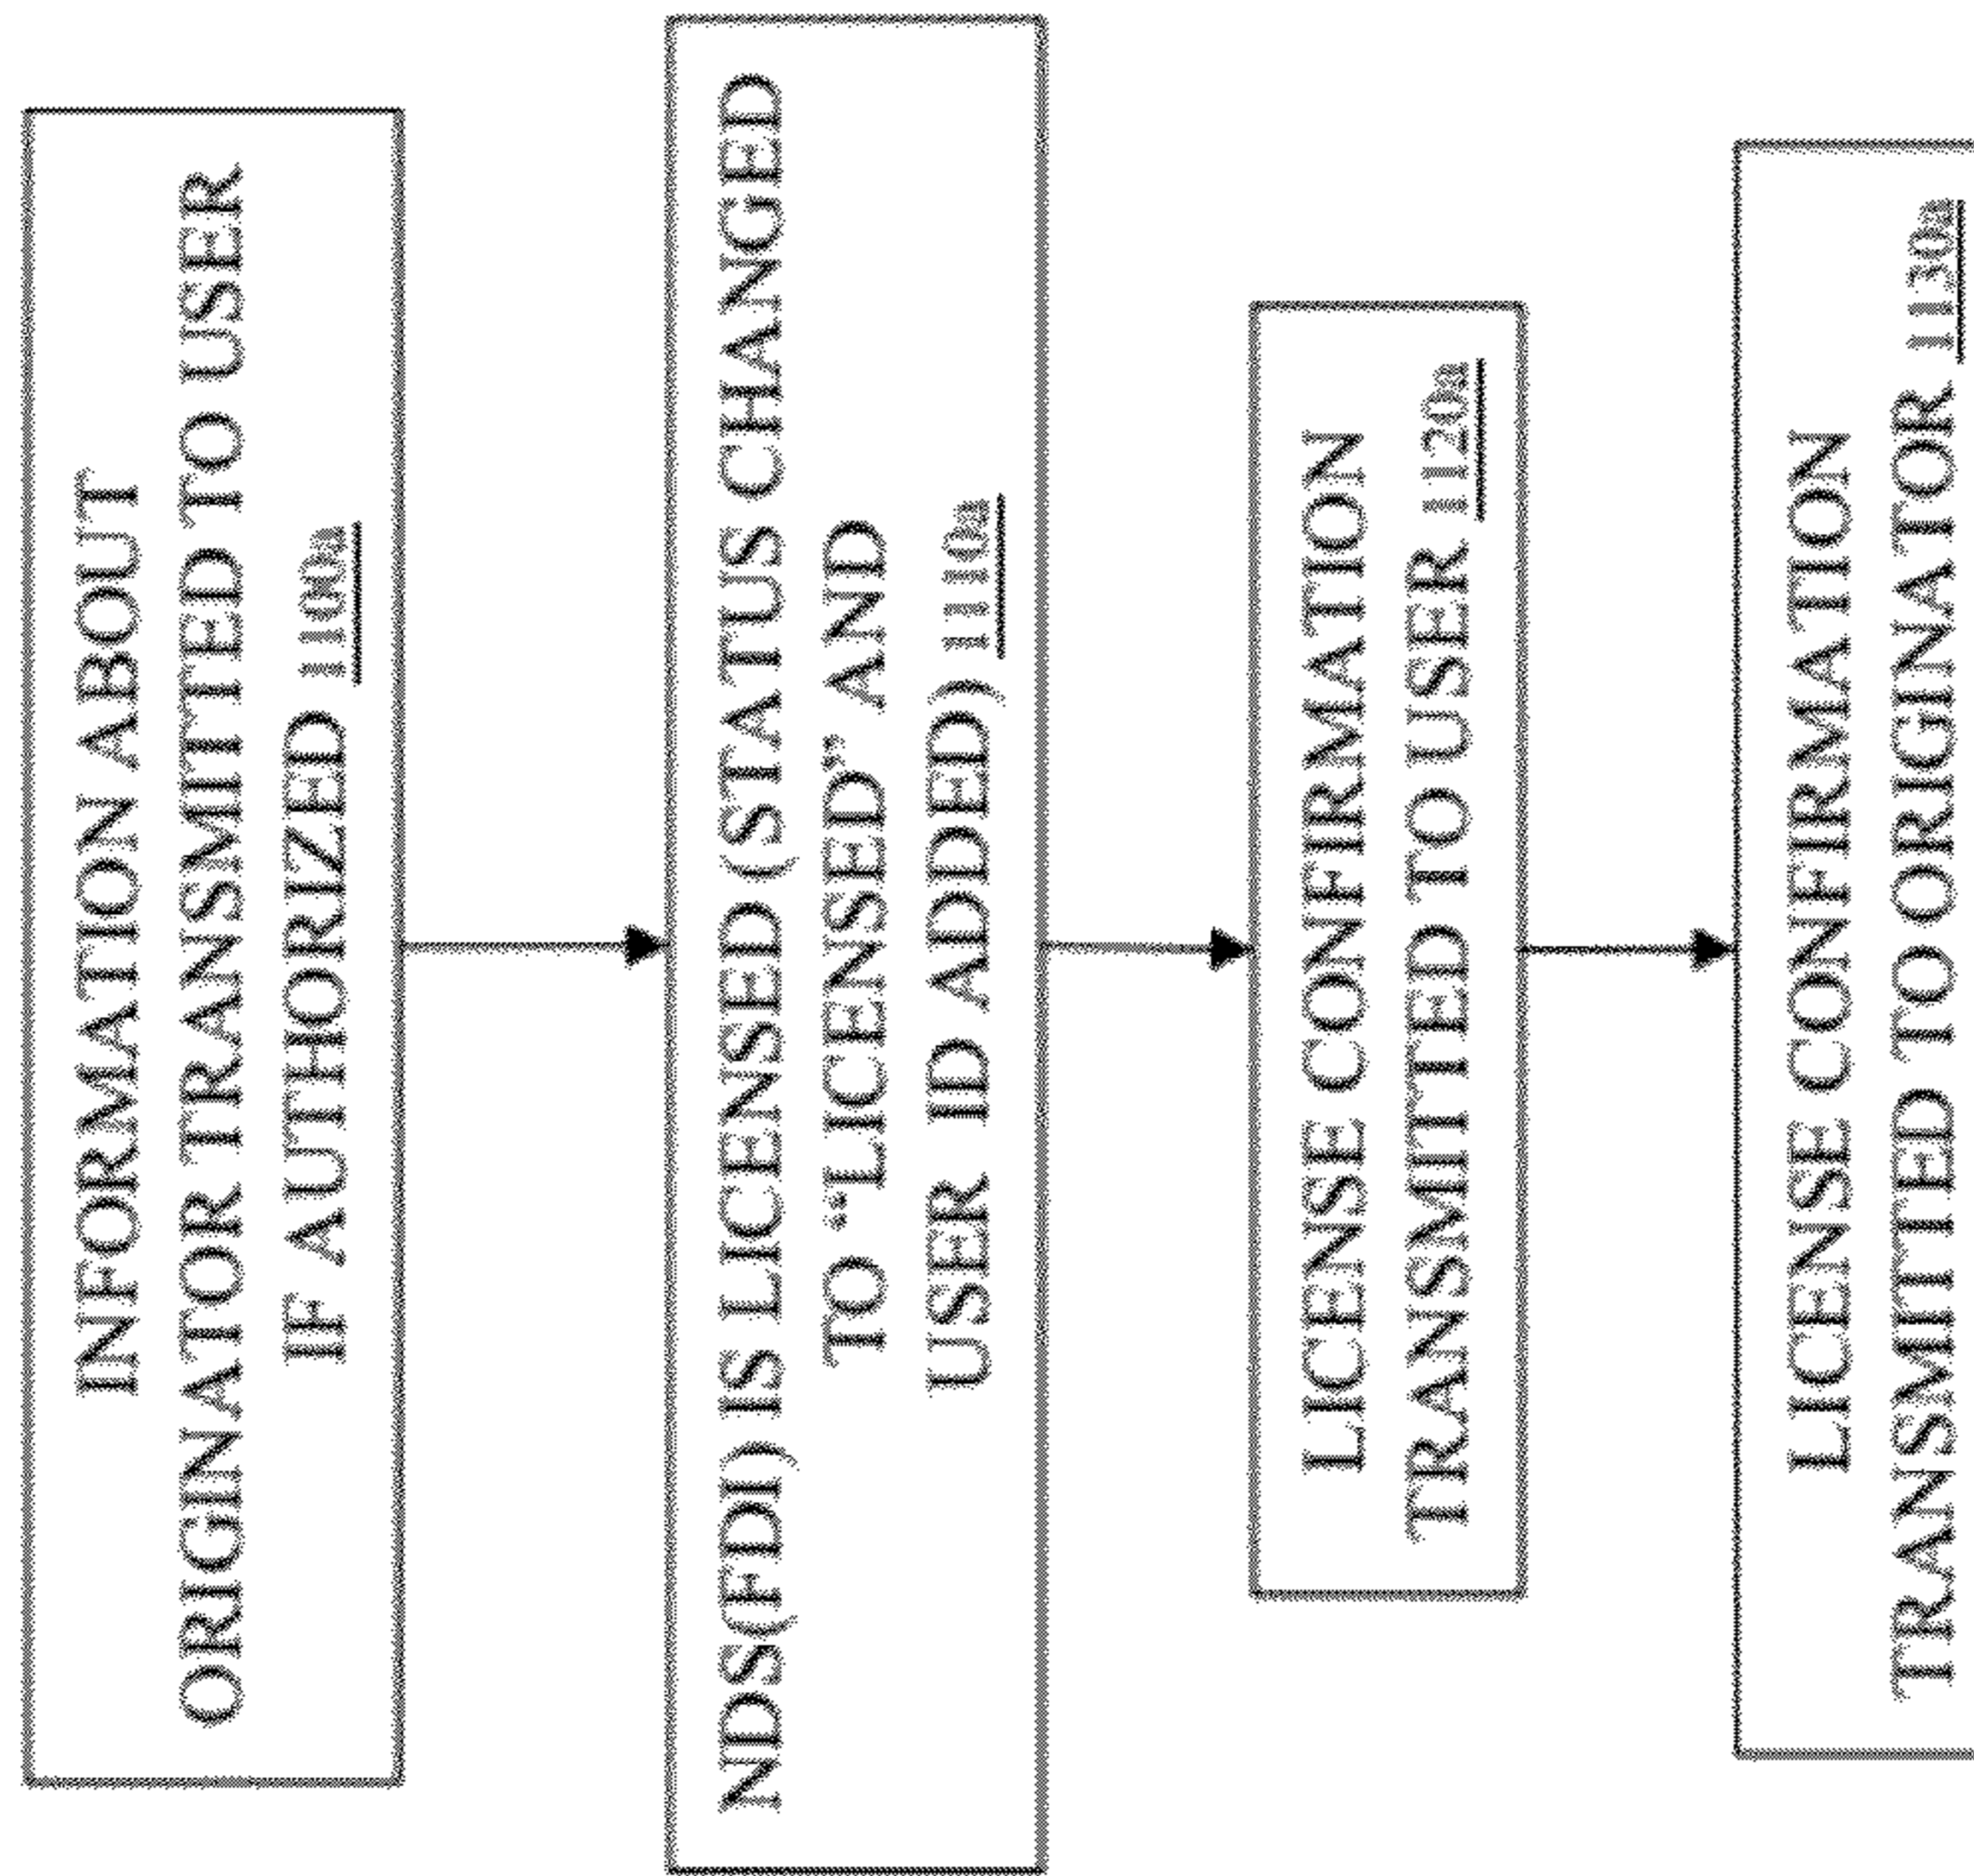 INFORMATION ABOUT
ORIGINATOR TRANSMITTED TO USER
IF AUTHORIZED 1100a
NDS(FDI) IS LICENSED (STATUS CHANGED
TO “LICENSED” AND
USER ID ADDED) 1110a
LICENSE CONFIRMATION
TRANSMITTED TO USER 1120a
LICENSE CONFIRMATION
TRANSMITTED TO ORIGINATOR 1130a